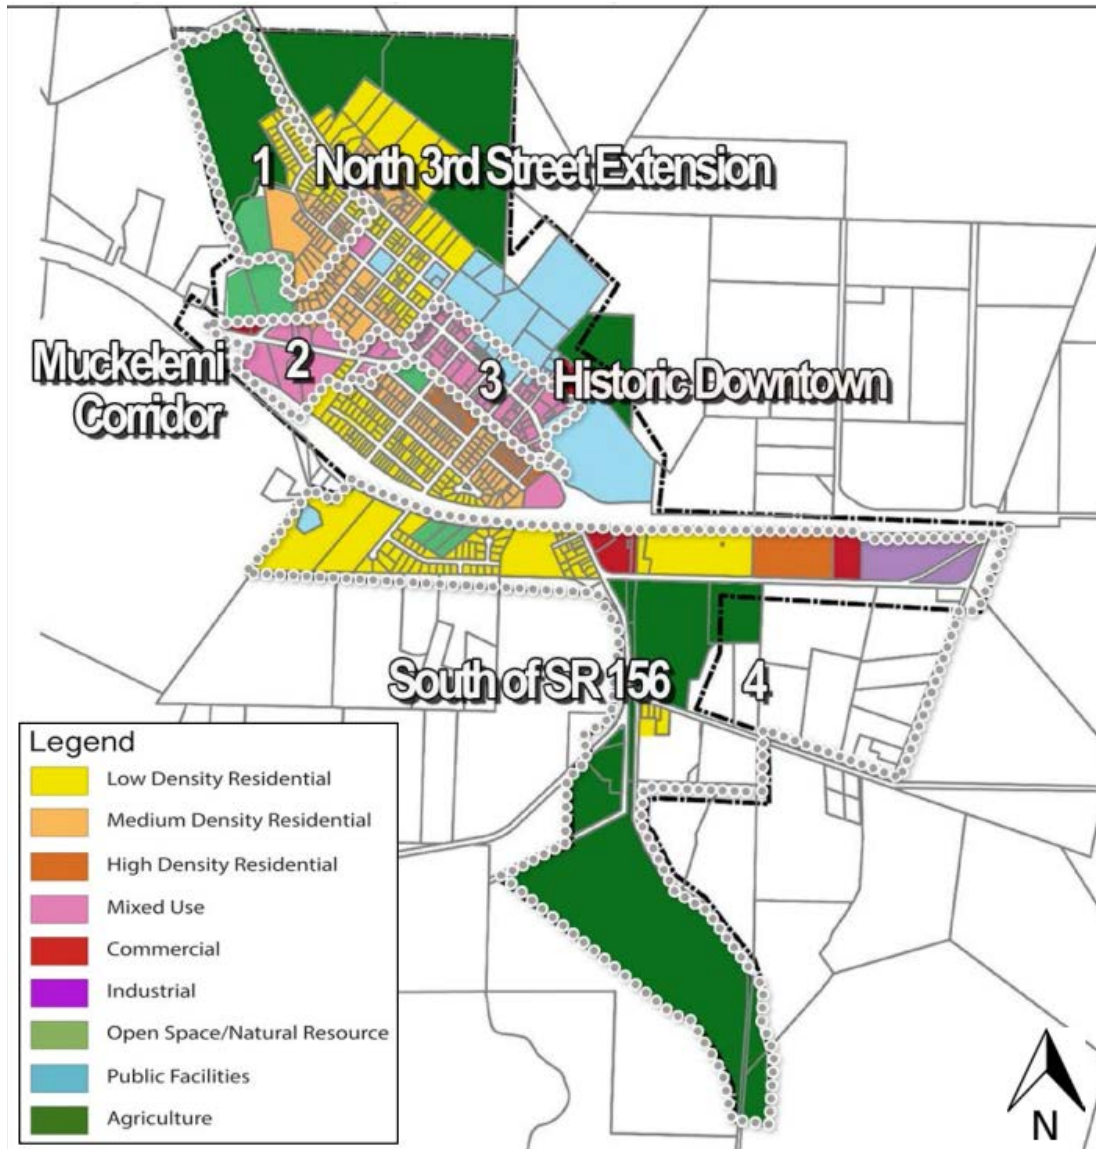 1 North 3rd Street Extension
Muckelemi
Corridor
2
3 Historic Downtown
South of SR 156 4
Legend
Low Density Residential
Medium Density Residential
High Density Residential
Mixed Use
Commercial
Industrial
Open Space/Natural Resource
Public Facilities
Agriculture
N